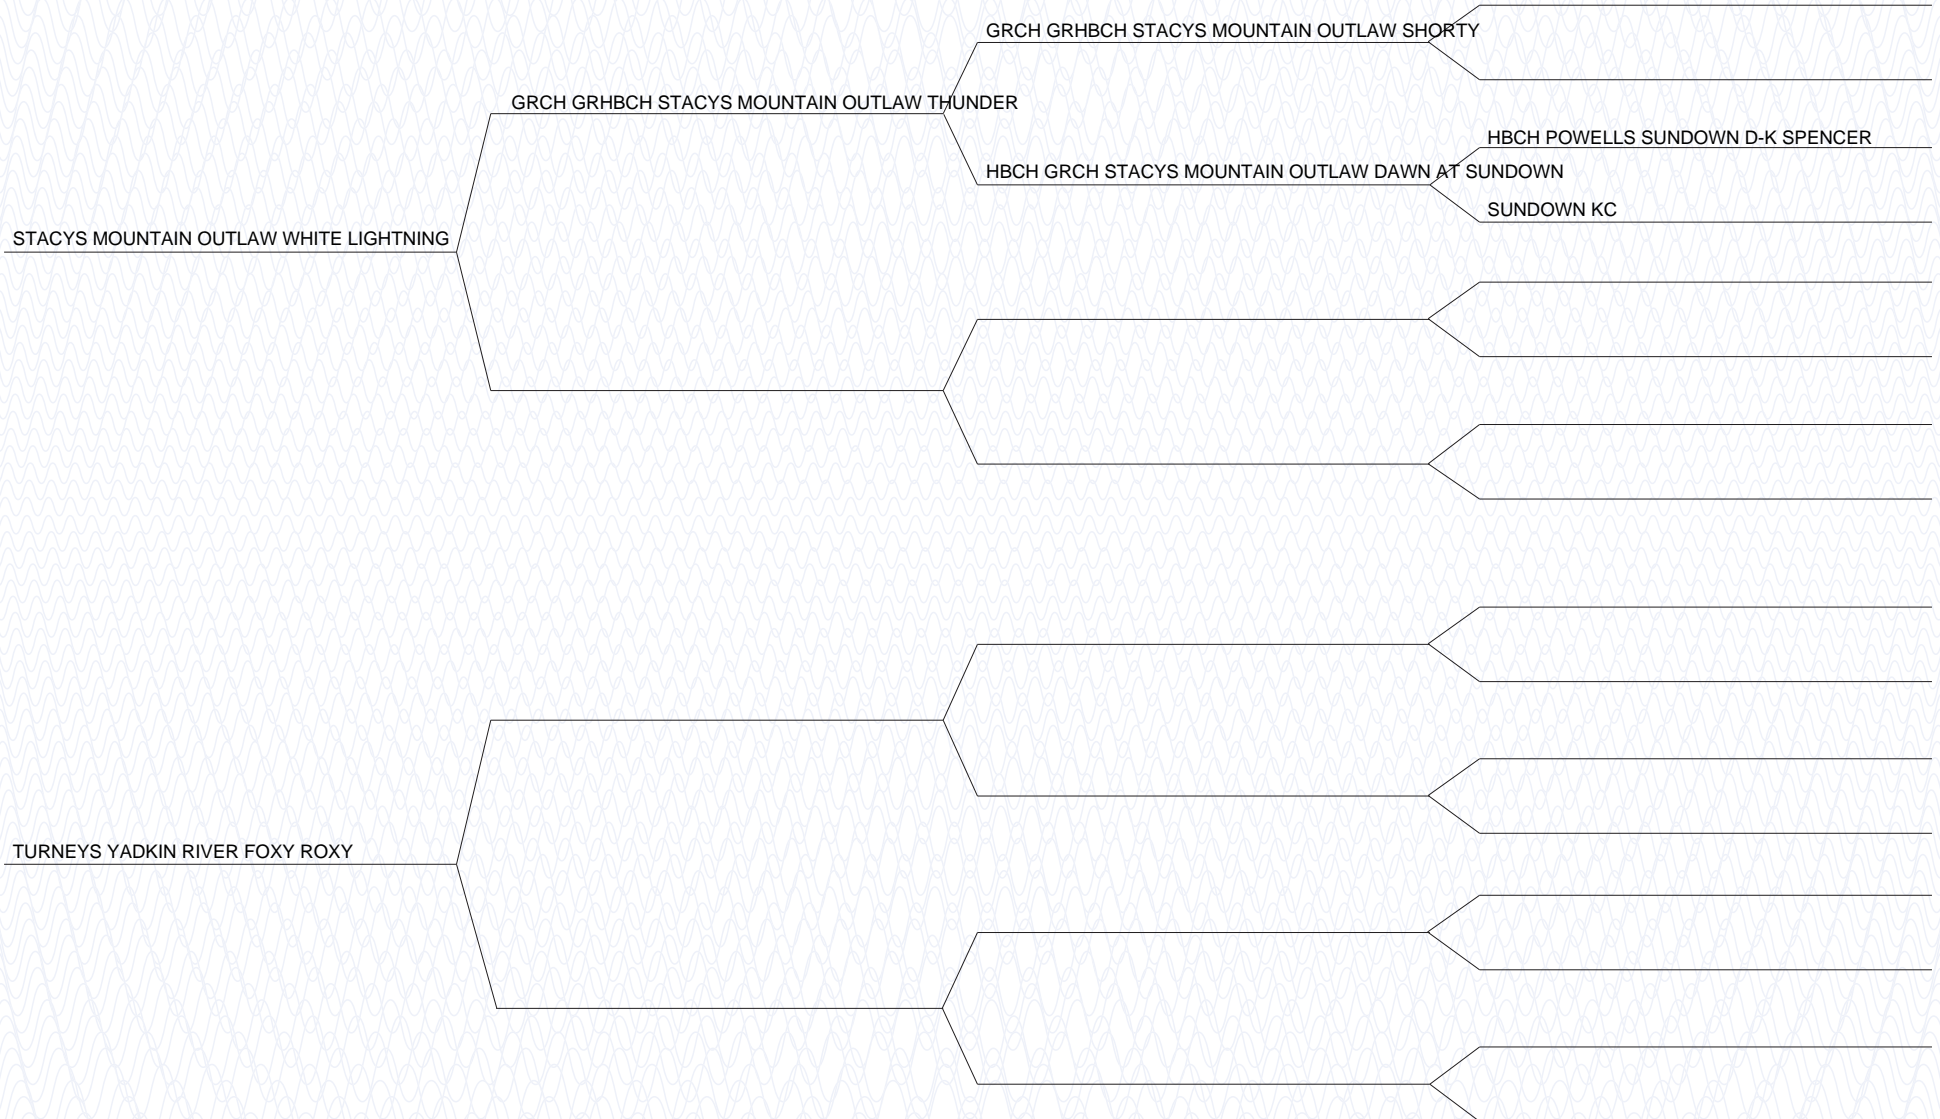 GRCH GRHBCH STACYS MOUNTAIN OUTLAW SHORTY
GRCH GRHBCH STACYS MOUNTAIN OUTLAW THUNDER
HBCH POWELLS SUNDOWN D-K SPENCER
HBCH GRCH STACYS MOUNTAIN OUTLAW DAWN AT SUNDOWN
SUNDOWN KC
STACYS MOUNTAIN OUTLAW WHITE LIGHTNING
TURNEYS YADKIN RIVER FOXY ROXY